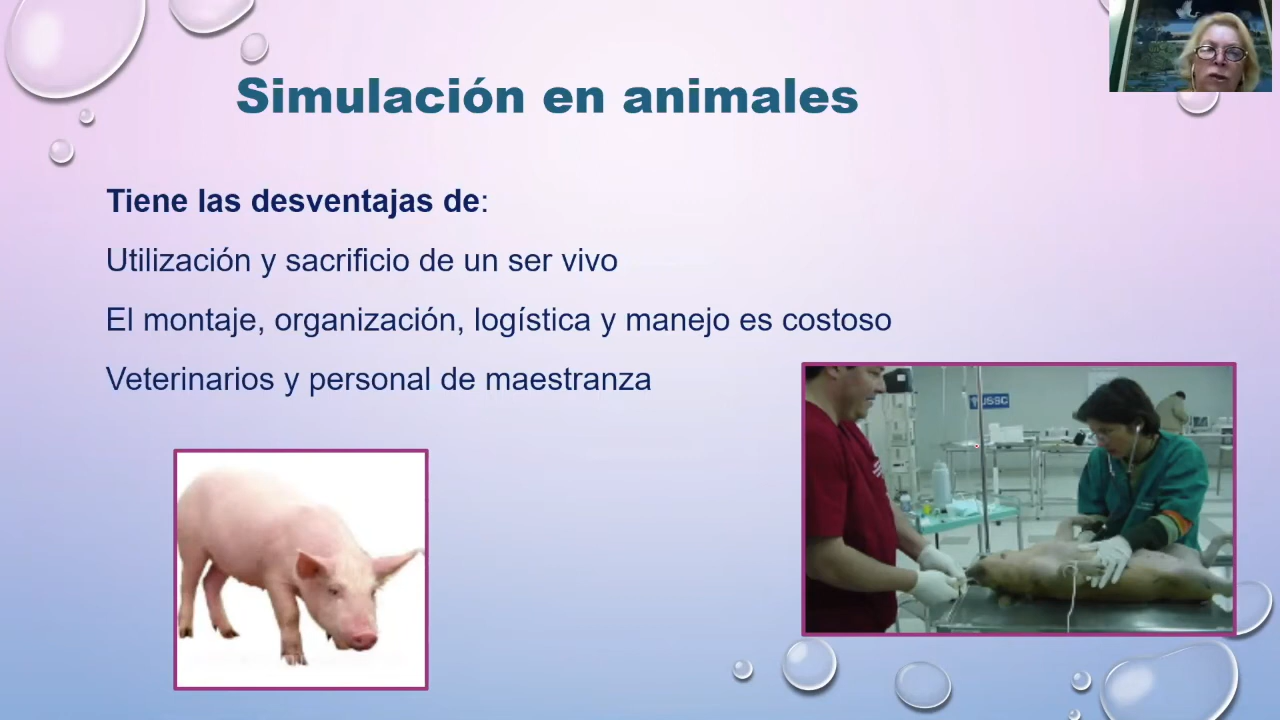 Simulación en animales
Tiene las desventajas de:
Utilización y sacrificio de un ser vivo
El montaje, organización, logística y manejo es costoso
Veterinarios y personal de maestranza